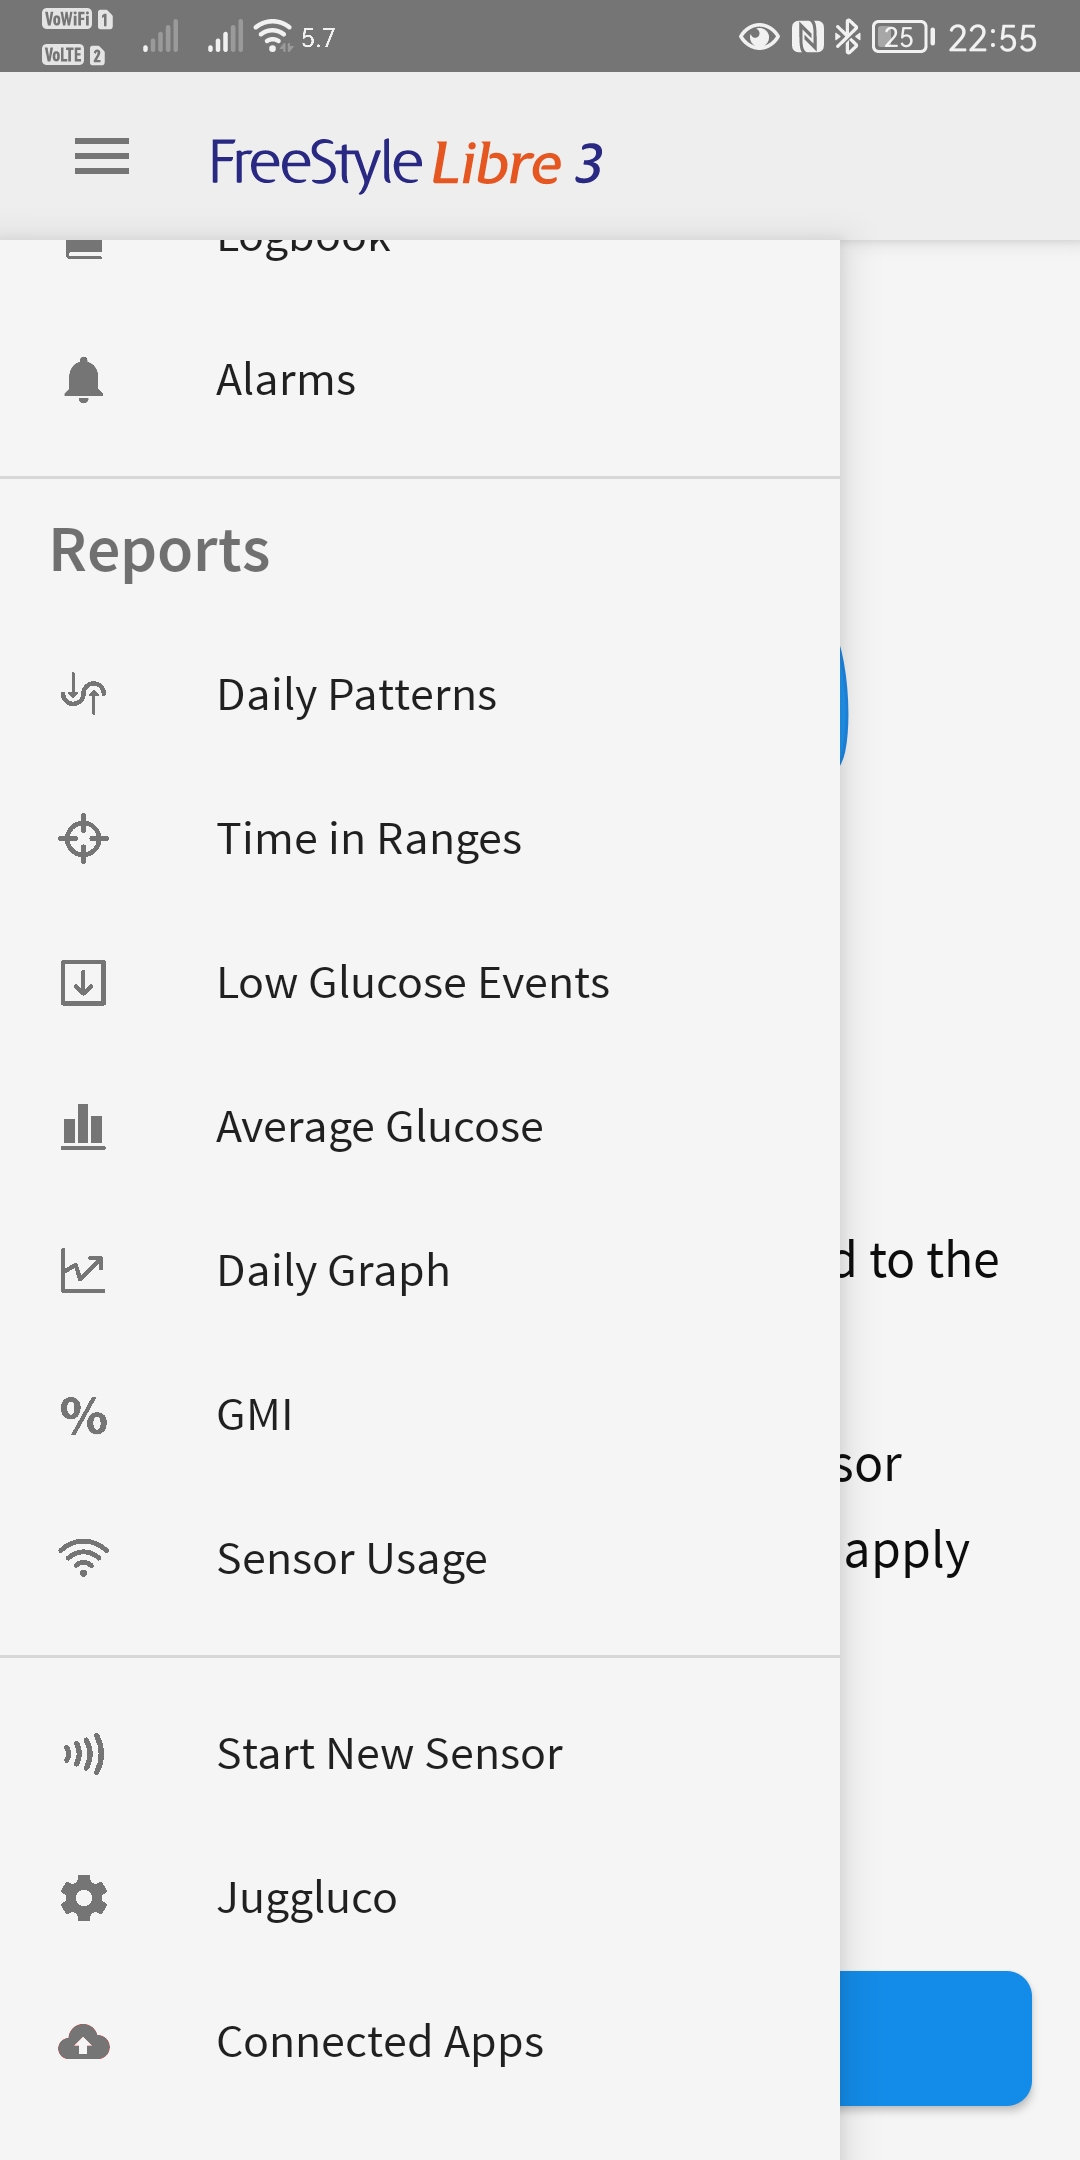 VoWiFi 1
VoLTE 2
5.7
25
22:55
FreeStyle Libre 3
Logbook
Alarms
Reports
Daily Patterns
Time in Ranges
Low Glucose Events
Average Glucose
d to the
Daily Graph
GMI
sor
Sensor Usage
apply
Start New Sensor
Juggluco
Connected Apps